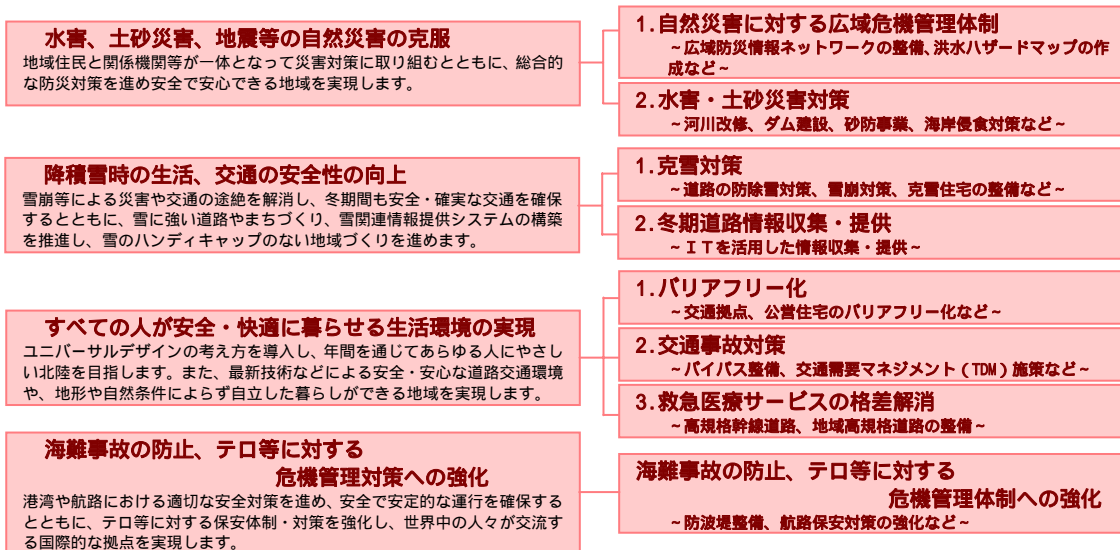 水害、土砂災害、地震等の自然災害の克服
地域住民と関係機関等が一体となって災害対策に取り組むとともに、総合的
な防災対策を進め安全で安心できる地域を実現します。
1.自然災害に対する広域危機管理体制
~広域防災情報ネットワークの整備、洪水ハザードマップの作
成など~
2.水害・土砂災害対策
~河川改修、ダム建設、砂防事業、海岸侵食対策など~
降積雪時の生活、交通の安全性の向上
雪崩等による災害や交通の途絶を解消し、冬期間も安全・確実な交通を確保
するとともに、雪に強い道路やまちづくり、雪関連情報提供システムの構築
を推進し、雪のハンディキャップのない地域づくりを進めます。
1.克雪対策
~道路の防除雪対策、雪崩対策、克雪住宅の整備など~
2.冬期道路情報収集・提供
~ITを活用した情報収集・提供~
すべての人が安全・快適に暮らせる生活環境の実現
ユニバーサルデザインの考え方を導入し、年間を通じてあらゆる人にやさし
い北陸を目指します。また、最新技術などによる安全・安心な道路交通環境
や、地形や自然条件によらず自立した暮らしができる地域を実現します。
1.バリアフリー化
~交通拠点、公営住宅のバリアフリー化など~
2.交通事故対策
~バイパス整備、交通需要マネジメント(TDM)施策など~
3.救急医療サービスの格差解消
~高規格幹線道路、地域高規格道路の整備~
海難事故の防止、テロ等に対する
危機管理対策への強化
港湾や航路における適切な安全対策を進め、安全で安定的な運行を確保する
とともに、テロ等に対する保安体制・対策を強化し、世界中の人々が交流す
る国際的な拠点を実現します。
海難事故の防止、テロ等に対する
危機管理体制への強化
~防波堤整備、航路保安対策の強化など~